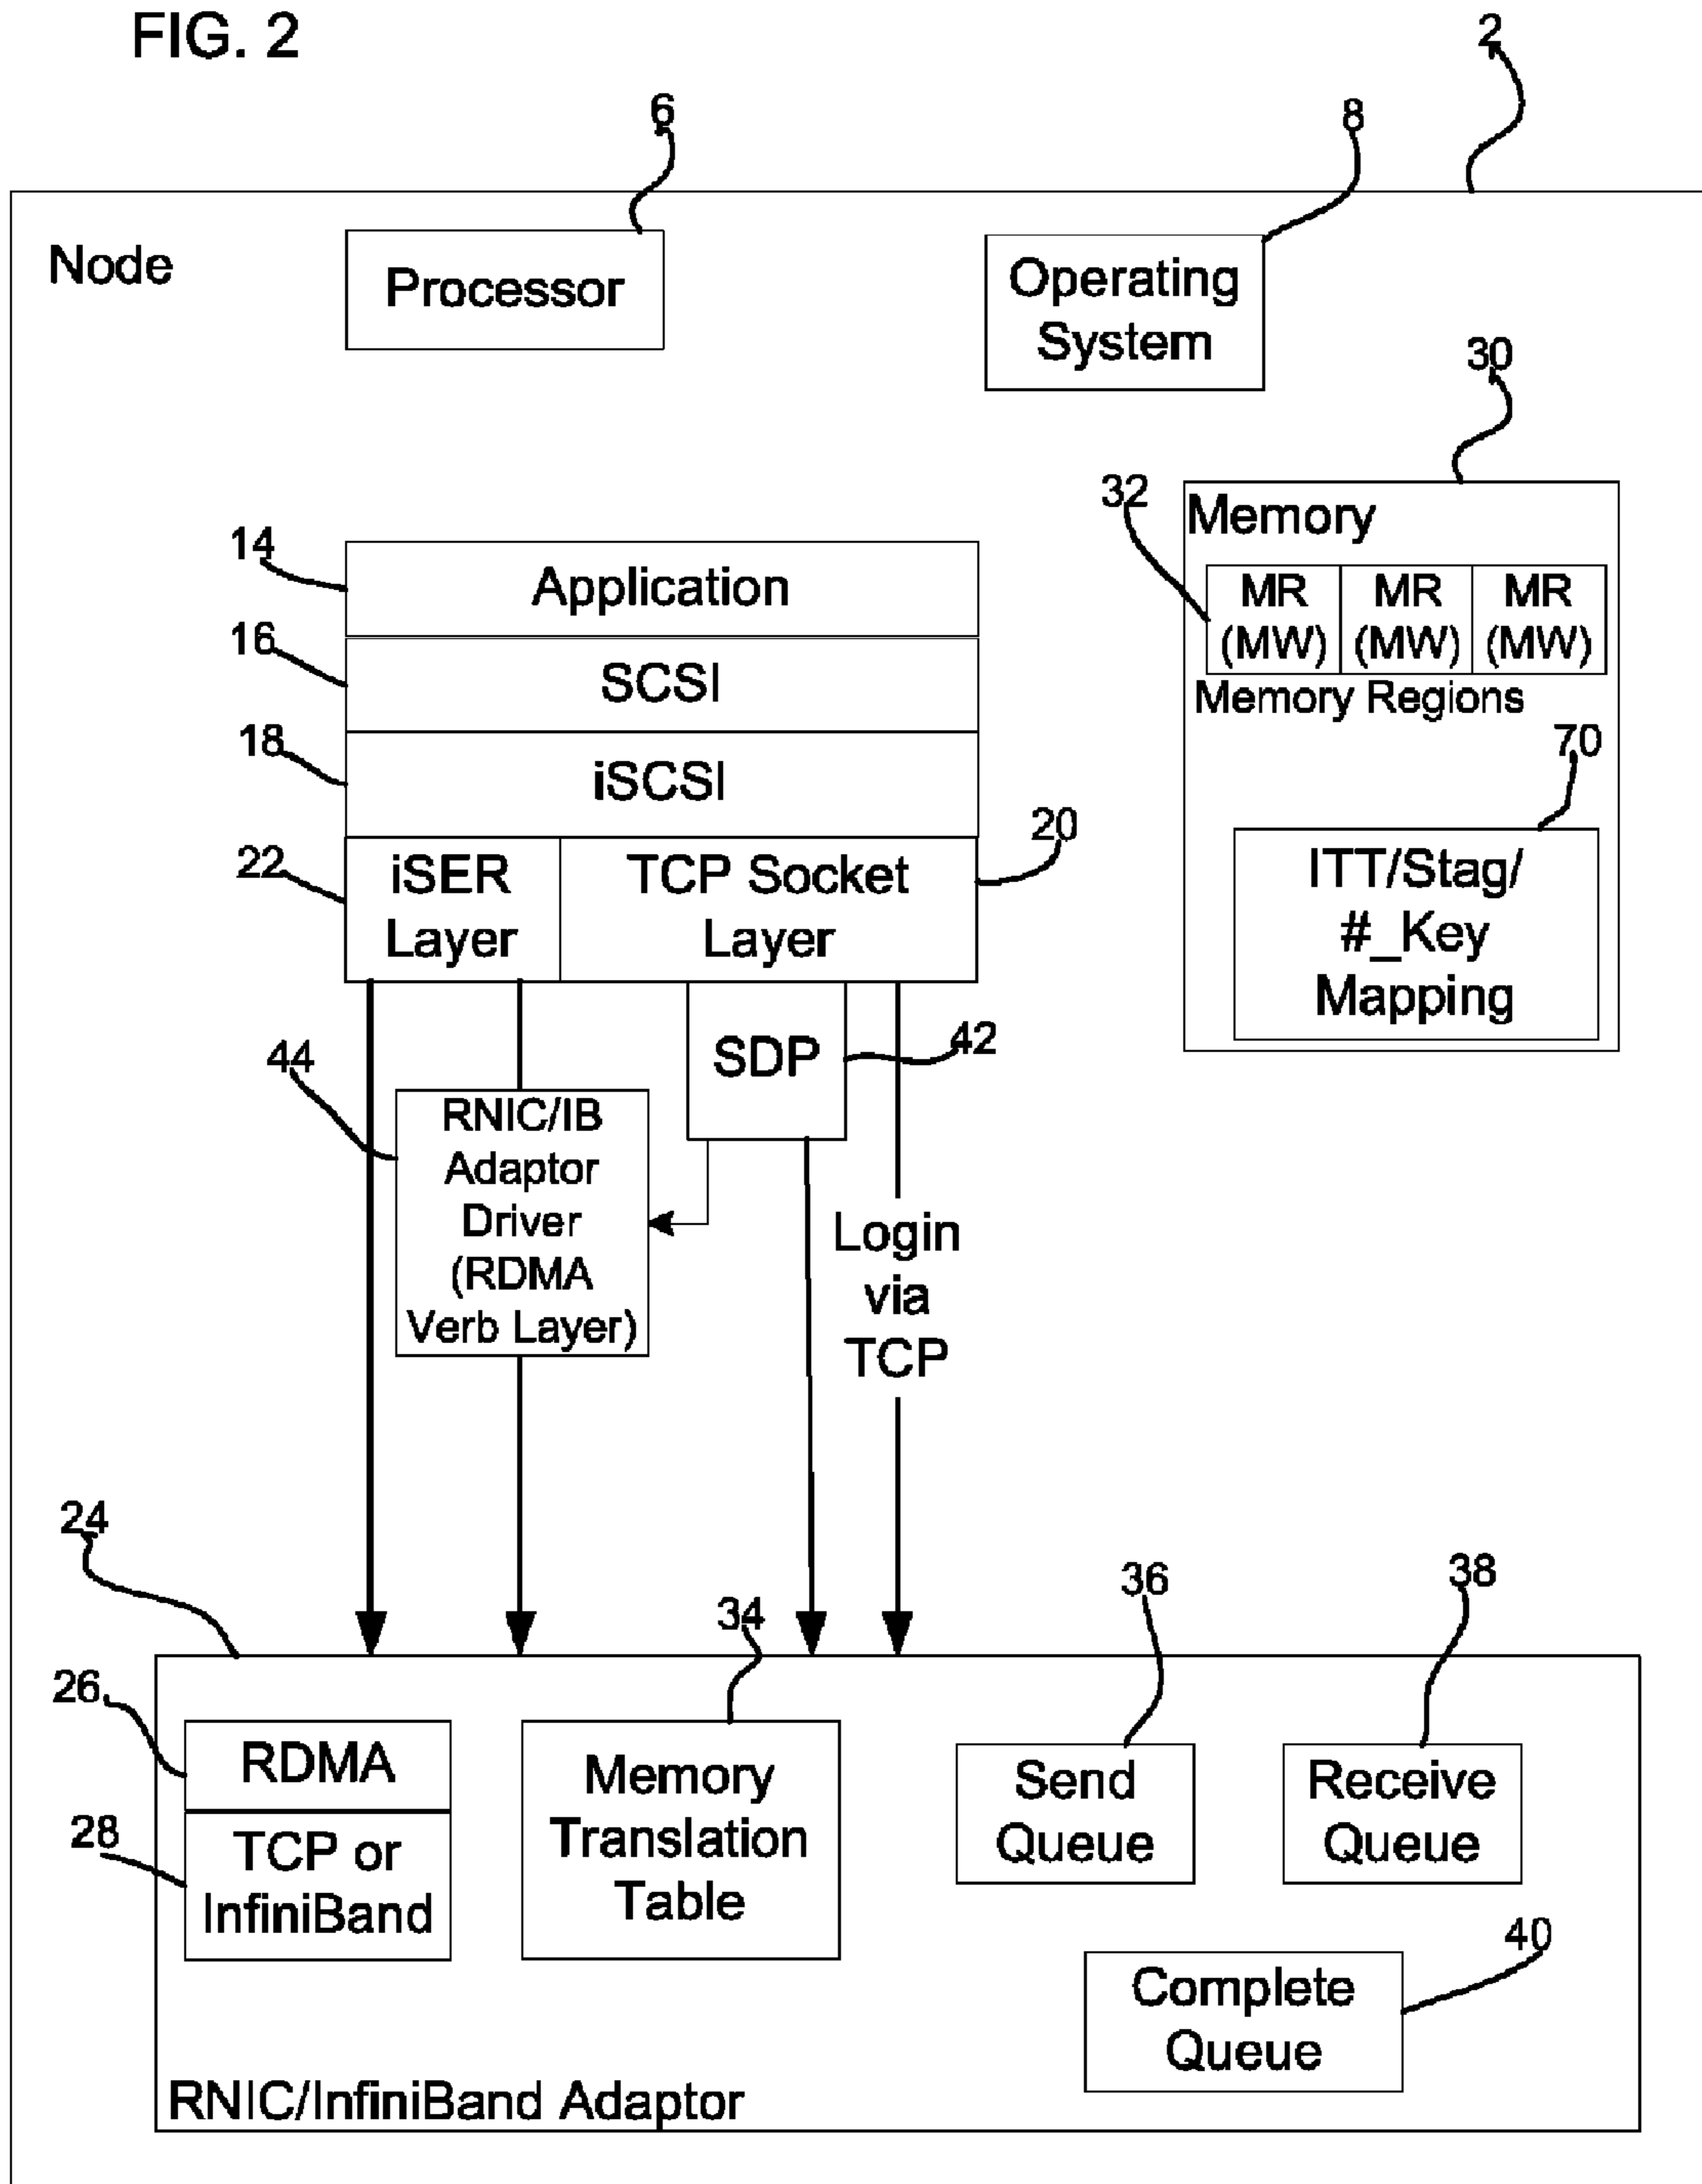 FIG. 2
2
6
8
Node
Processor
Operating
System
30
32
Memory
MR
(MW)
MR
(MW)
MR
(MW)
Memory Regions
70
ITT/Stag/
#_Key
Mapping
14
Application
16
SCSI
18
iSCSI
20
22
iSER
Layer
TCP Socket
Layer
SDP
42
44
RNIC/IB
Adaptor
Driver
(RDMA
Verb Layer)
Login
via
TCP
24
34
36
38
26
RDMA
28
TCP or
InfiniBand
Memory
Translation
Table
Send
Queue
Receive
Queue
40
Complete
Queue
RNIC/InfiniBand Adaptor